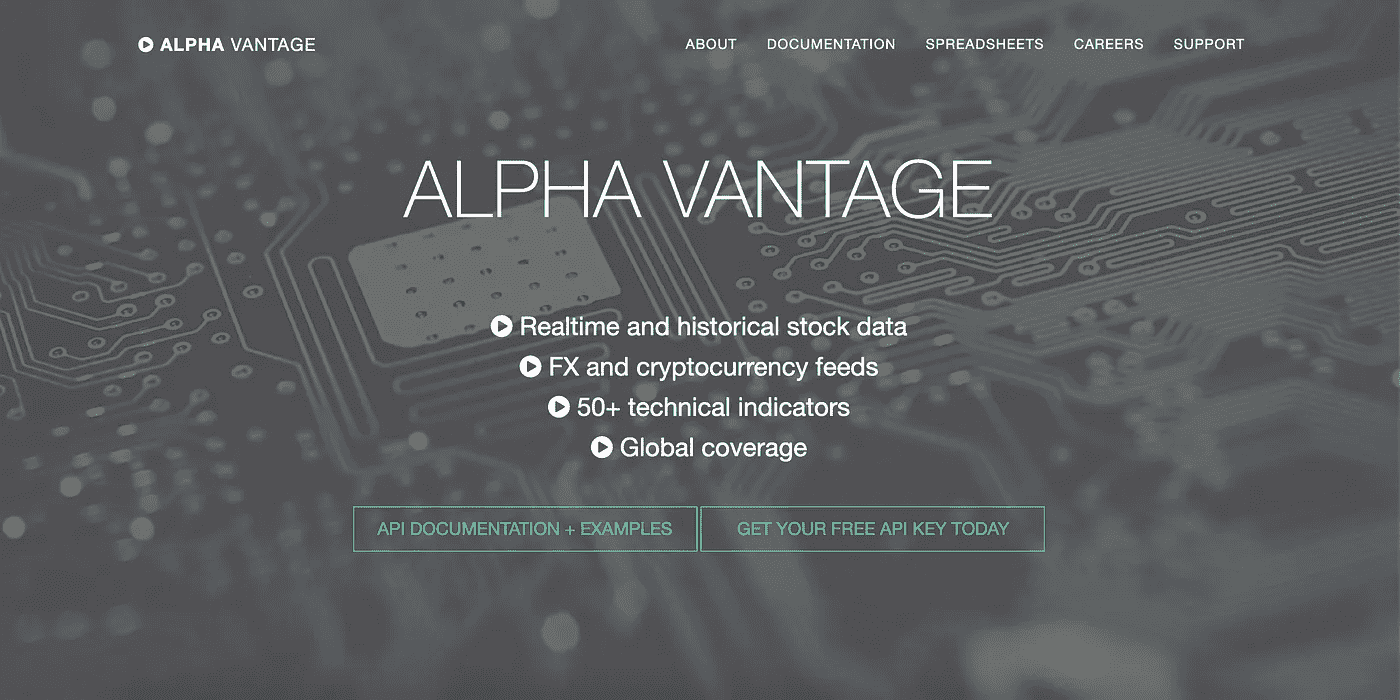 ALPHA VANTAGE
ABOUT DOCUMENTATION SPREADSHEETS CAREERS SUPPORT
ALPHA VANTAGE
Realtime and historical stock data
FX and cryptocurrency feeds
50+ technical indicators
Global coverage
API DOCUMENTATION + EXAMPLES
GET YOUR FREE API KEY TODAY